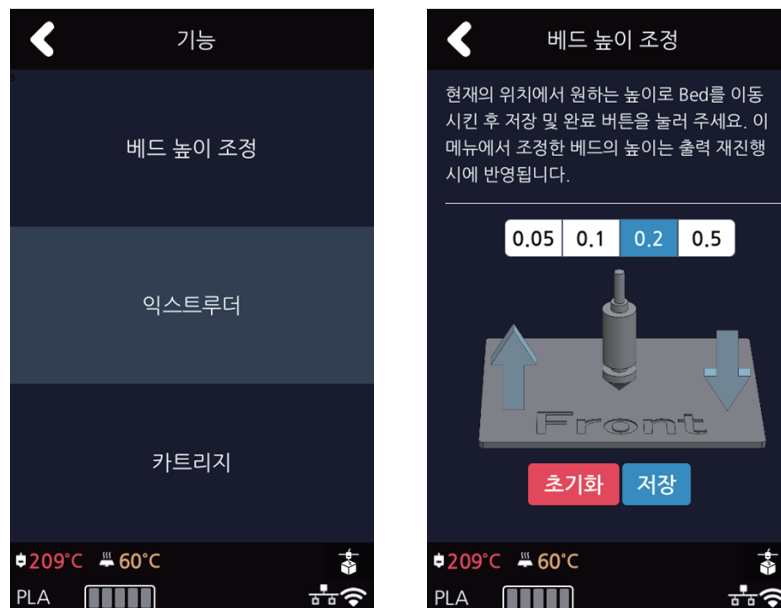 기능
베드 높이 조정
익스트루더
카트리지
209°C 60°C
PLA
베드 높이 조정
현재의 위치에서 원하는 높이로 Bed를 이동
시킨 후 저장 및 완료 버튼을 눌러 주세요. 이
메뉴에서 조정한 베드의 높이는 출력 재진행
시에 반영됩니다.
0.05 0.1 0.2 0.5
Front
초기화 저장
209°C 60°C
PLA